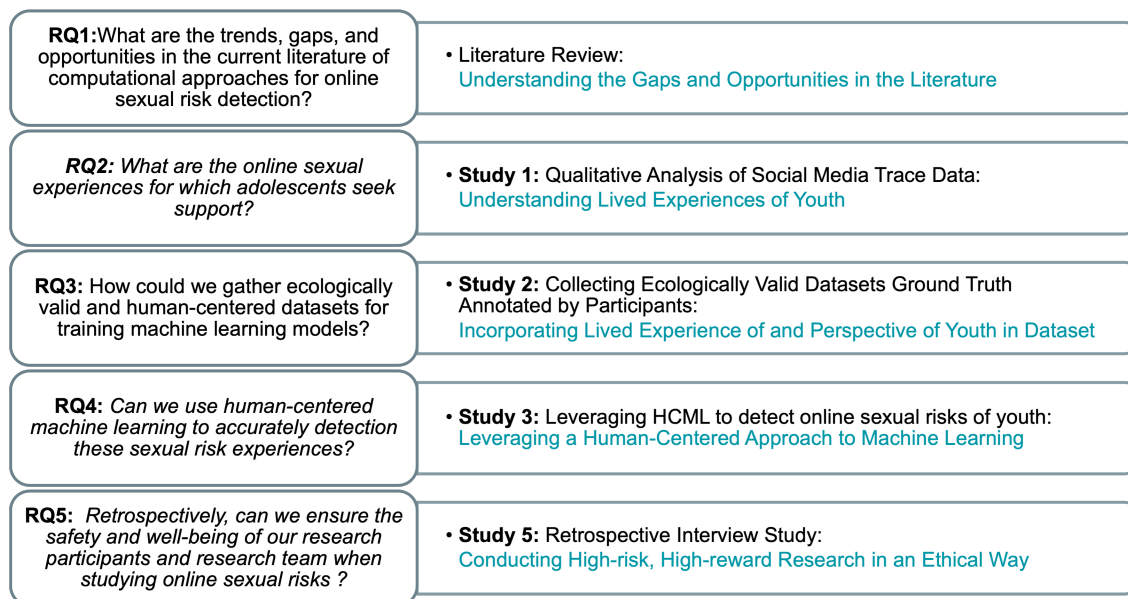 RQ1:What are the trends, gaps, and
opportunities in the current literature of
computational approaches for online
sexual risk detection?
• Literature Review:
Understanding the Gaps and Opportunities in the Literature
RQ2: What are the online sexual
experiences for which adolescents seek
support?
• Study 1: Qualitative Analysis of Social Media Trace Data:
Understanding Lived Experiences of Youth
RQ3: How could we gather ecologically
valid and human-centered datasets for
training machine learning models?
• Study 2: Collecting Ecologically Valid Datasets Ground Truth
Annotated by Participants:
Incorporating Lived Experience of and Perspective of Youth in Dataset
RQ4: Can we use human-centered
machine learning to accurately detection
these sexual risk experiences?
• Study 3: Leveraging HCML to detect online sexual risks of youth:
Leveraging a Human-Centered Approach to Machine Learning
RQ5: Retrospectively, can we ensure the
safety and well-being of our research
participants and research team when
studying online sexual risks ?
• Study 5: Retrospective Interview Study:
Conducting High-risk, High-reward Research in an Ethical Way